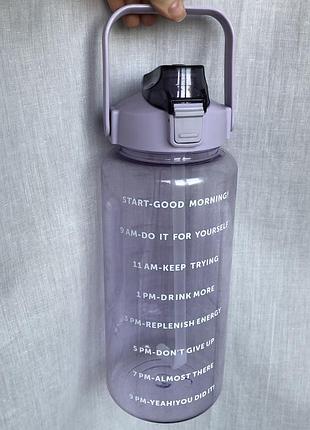 START-GOOD MORNING!
9 AM-DO IT FOR YOURSELF
11 AM-KEEP TRYING
1 PM-DRINK MORE
3 PM-REPLENISH ENERGY
5 PM-DON'T GIVE UP
7 PM-ALMOST THERE
9 PM-YEAH!YOU DID IT!